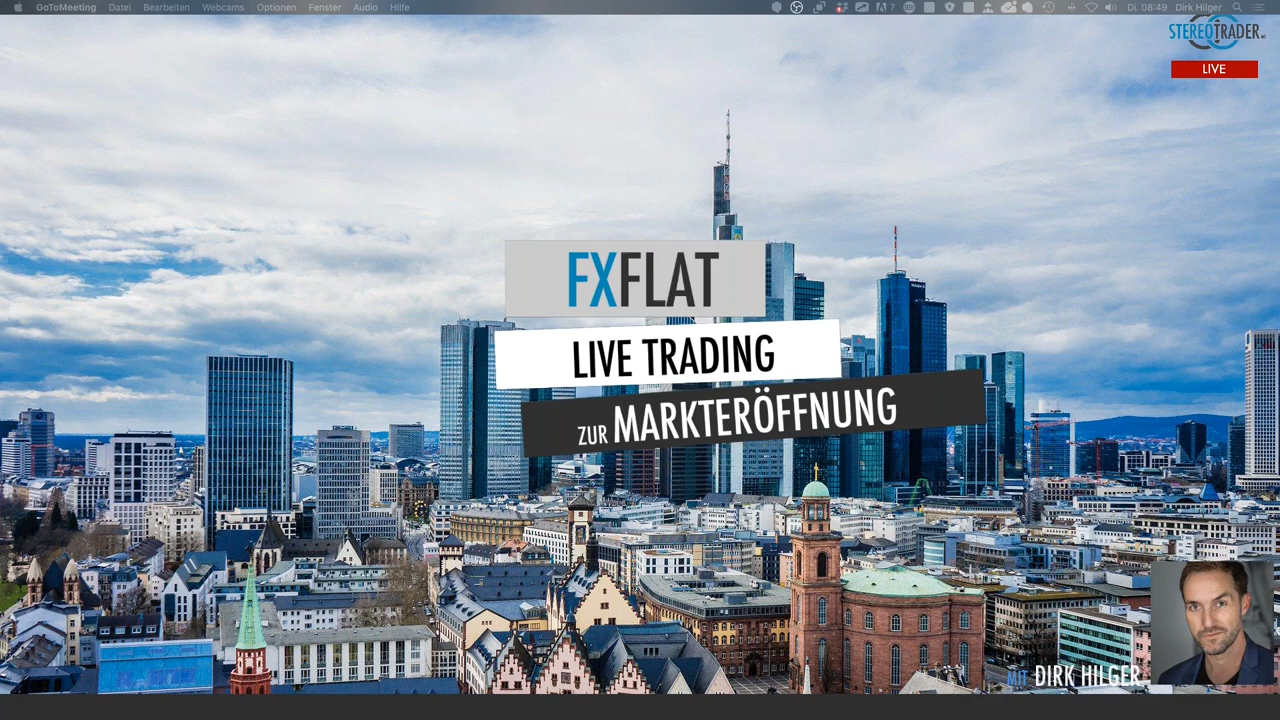 GoToMeeting Datei Bearbeiten Webcams Optionen Fenster Audio Hilfe 7 Di. 08:49 Dirk Hilger
STEREOTRADER
LIVE
FXFLAT
LIVE TRADING
ZUR MARKTERÖFFNUNG
MIT DIRK HILGER